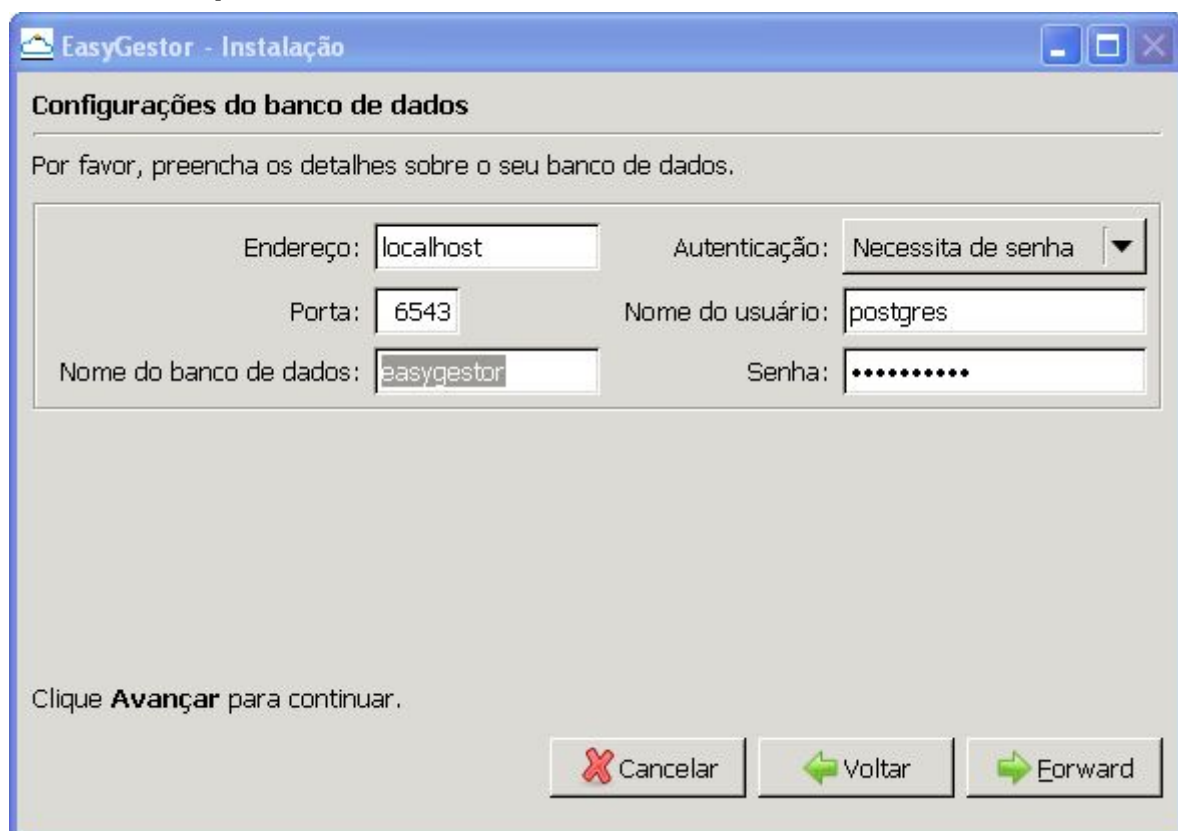 EasyGestor - Instalação
Configurações do banco de dados
Por favor, preencha os detalhes sobre o seu banco de dados.
Endereço: localhost Autenticação: Necessita de senha
Porta: 6543 Nome do usuário: postgres
Nome do banco de dados: easygestor Senha: ••••••••••
Clique Avançar para continuar.
Cancelar Voltar Forward